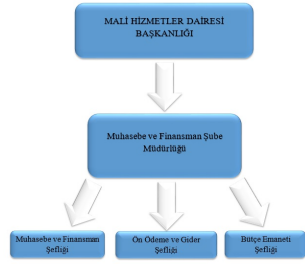 MALİ HİZMETLER DAİRESİ
BAŞKANLIĞI
Muhasebe ve Finansman Şube
Müdürlüğü
Muhasebe ve Finansman
Şefliği
Ön Ödeme ve Gider
Şefliği
Bütçe Emaneti
Şefliği